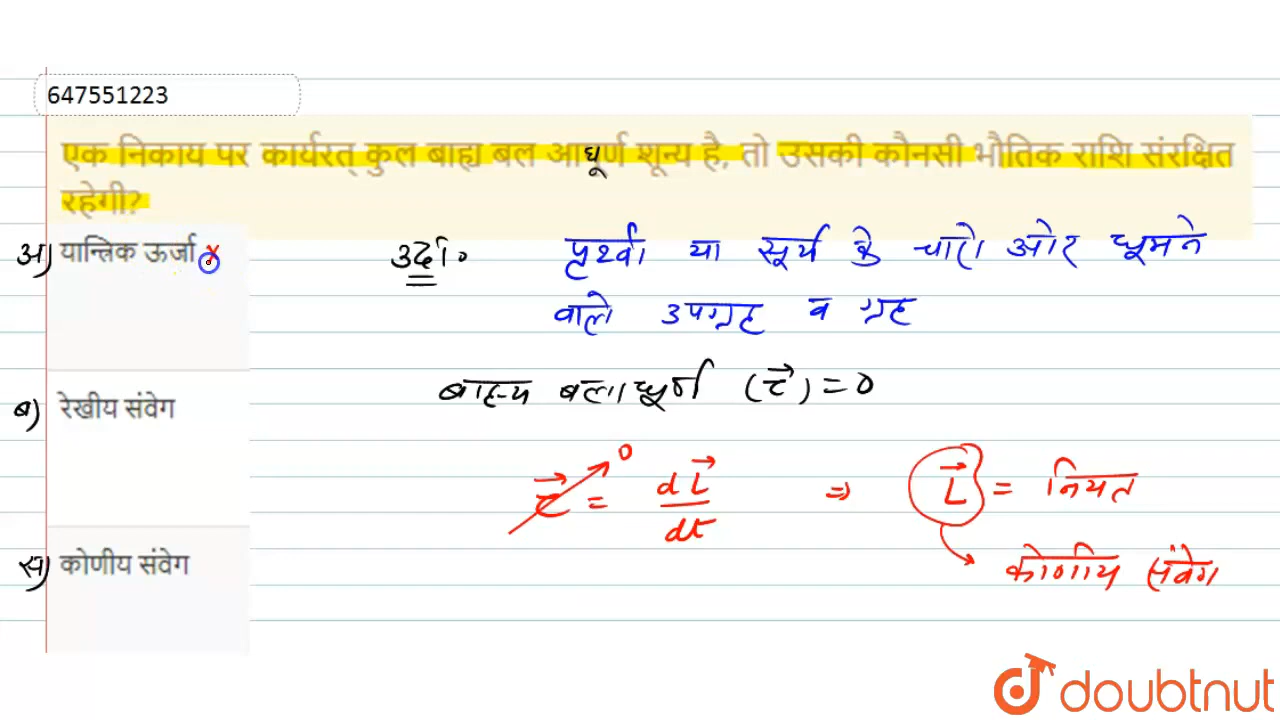 647551223
एक निकाय पर कार्यरत् कुल बाह्य बल आघूर्ण शून्य है, तो उसकी कौनसी भौतिक राशि संरक्षित
रहेगी?
अ) यान्त्रिक ऊर्जा ×
उदा० पृथ्वी या सूर्य के चारो ओर घूमने
वाले उपग्रह व ग्रह
बाह्य बलाघूर्ण (τ⃗) = 0
ब) रेखीय संवेग
τ⃗ 0 = dL⃗/dt ⇒ L⃗ = नियत
स) कोणीय संवेग
कोणीय संवेग
doubtnut